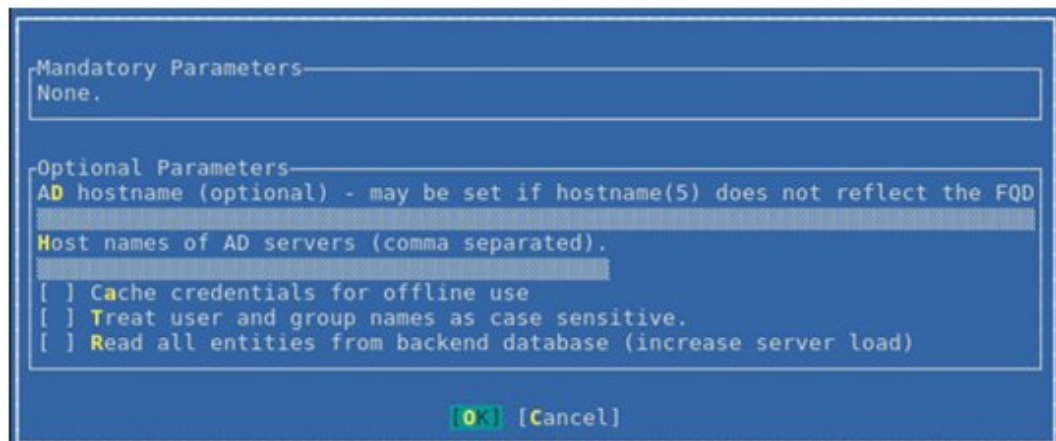 Mandatory Parameters
None.
Optional Parameters
AD hostname (optional) - may be set if hostname(5) does not reflect the FQD
Host names of AD servers (comma separated).
[ ] Cache credentials for offline use
[ ] Treat user and group names as case sensitive.
[ ] Read all entities from backend database (increase server load)
[OK] [Cancel]